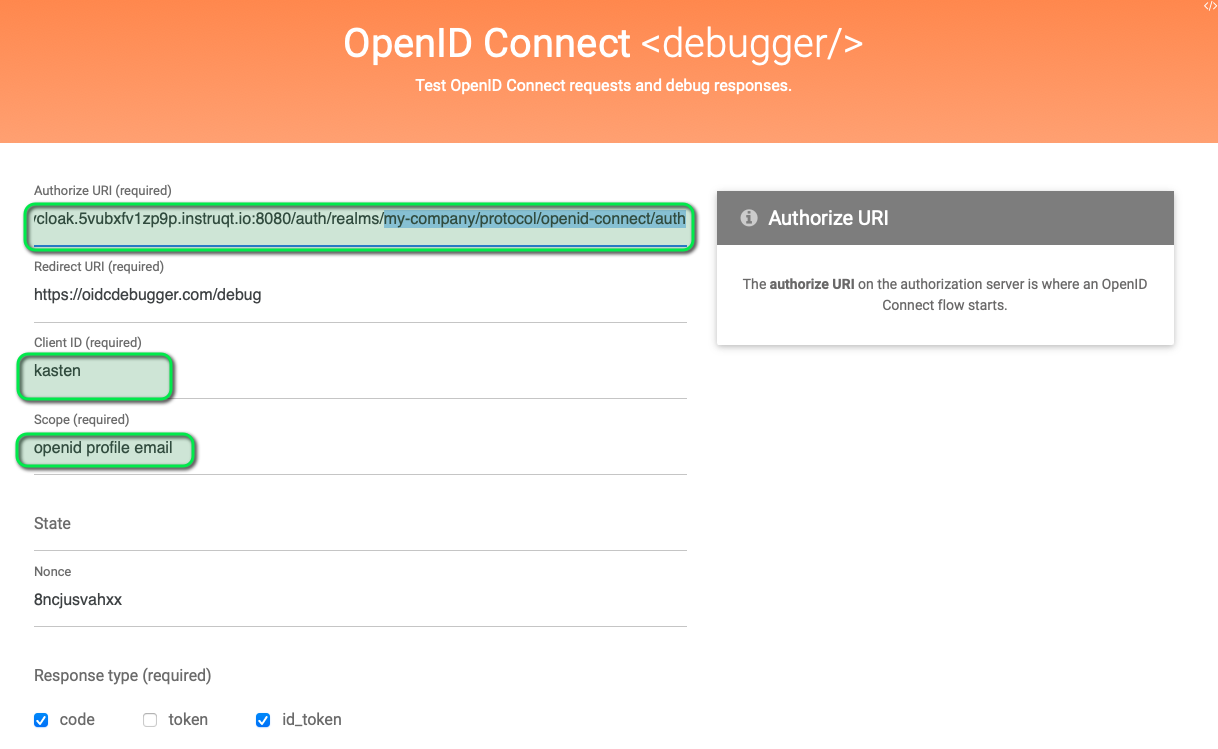 </>
OpenID Connect <debugger/>
Test OpenID Connect requests and debug responses.
Authorize URI (required)
ycloak.5vubxfv1zp9p.instruqt.io:8080/auth/realms/my-company/protocol/openid-connect/auth
Authorize URI
Redirect URI (required)
https://oidcdebugger.com/debug
The authorize URI on the authorization server is where an OpenID
Connect flow starts.
Client ID (required)
kasten
Scope (required)
openid profile email
State
Nonce
8ncjusvahxx
Response type (required)
code token id_token